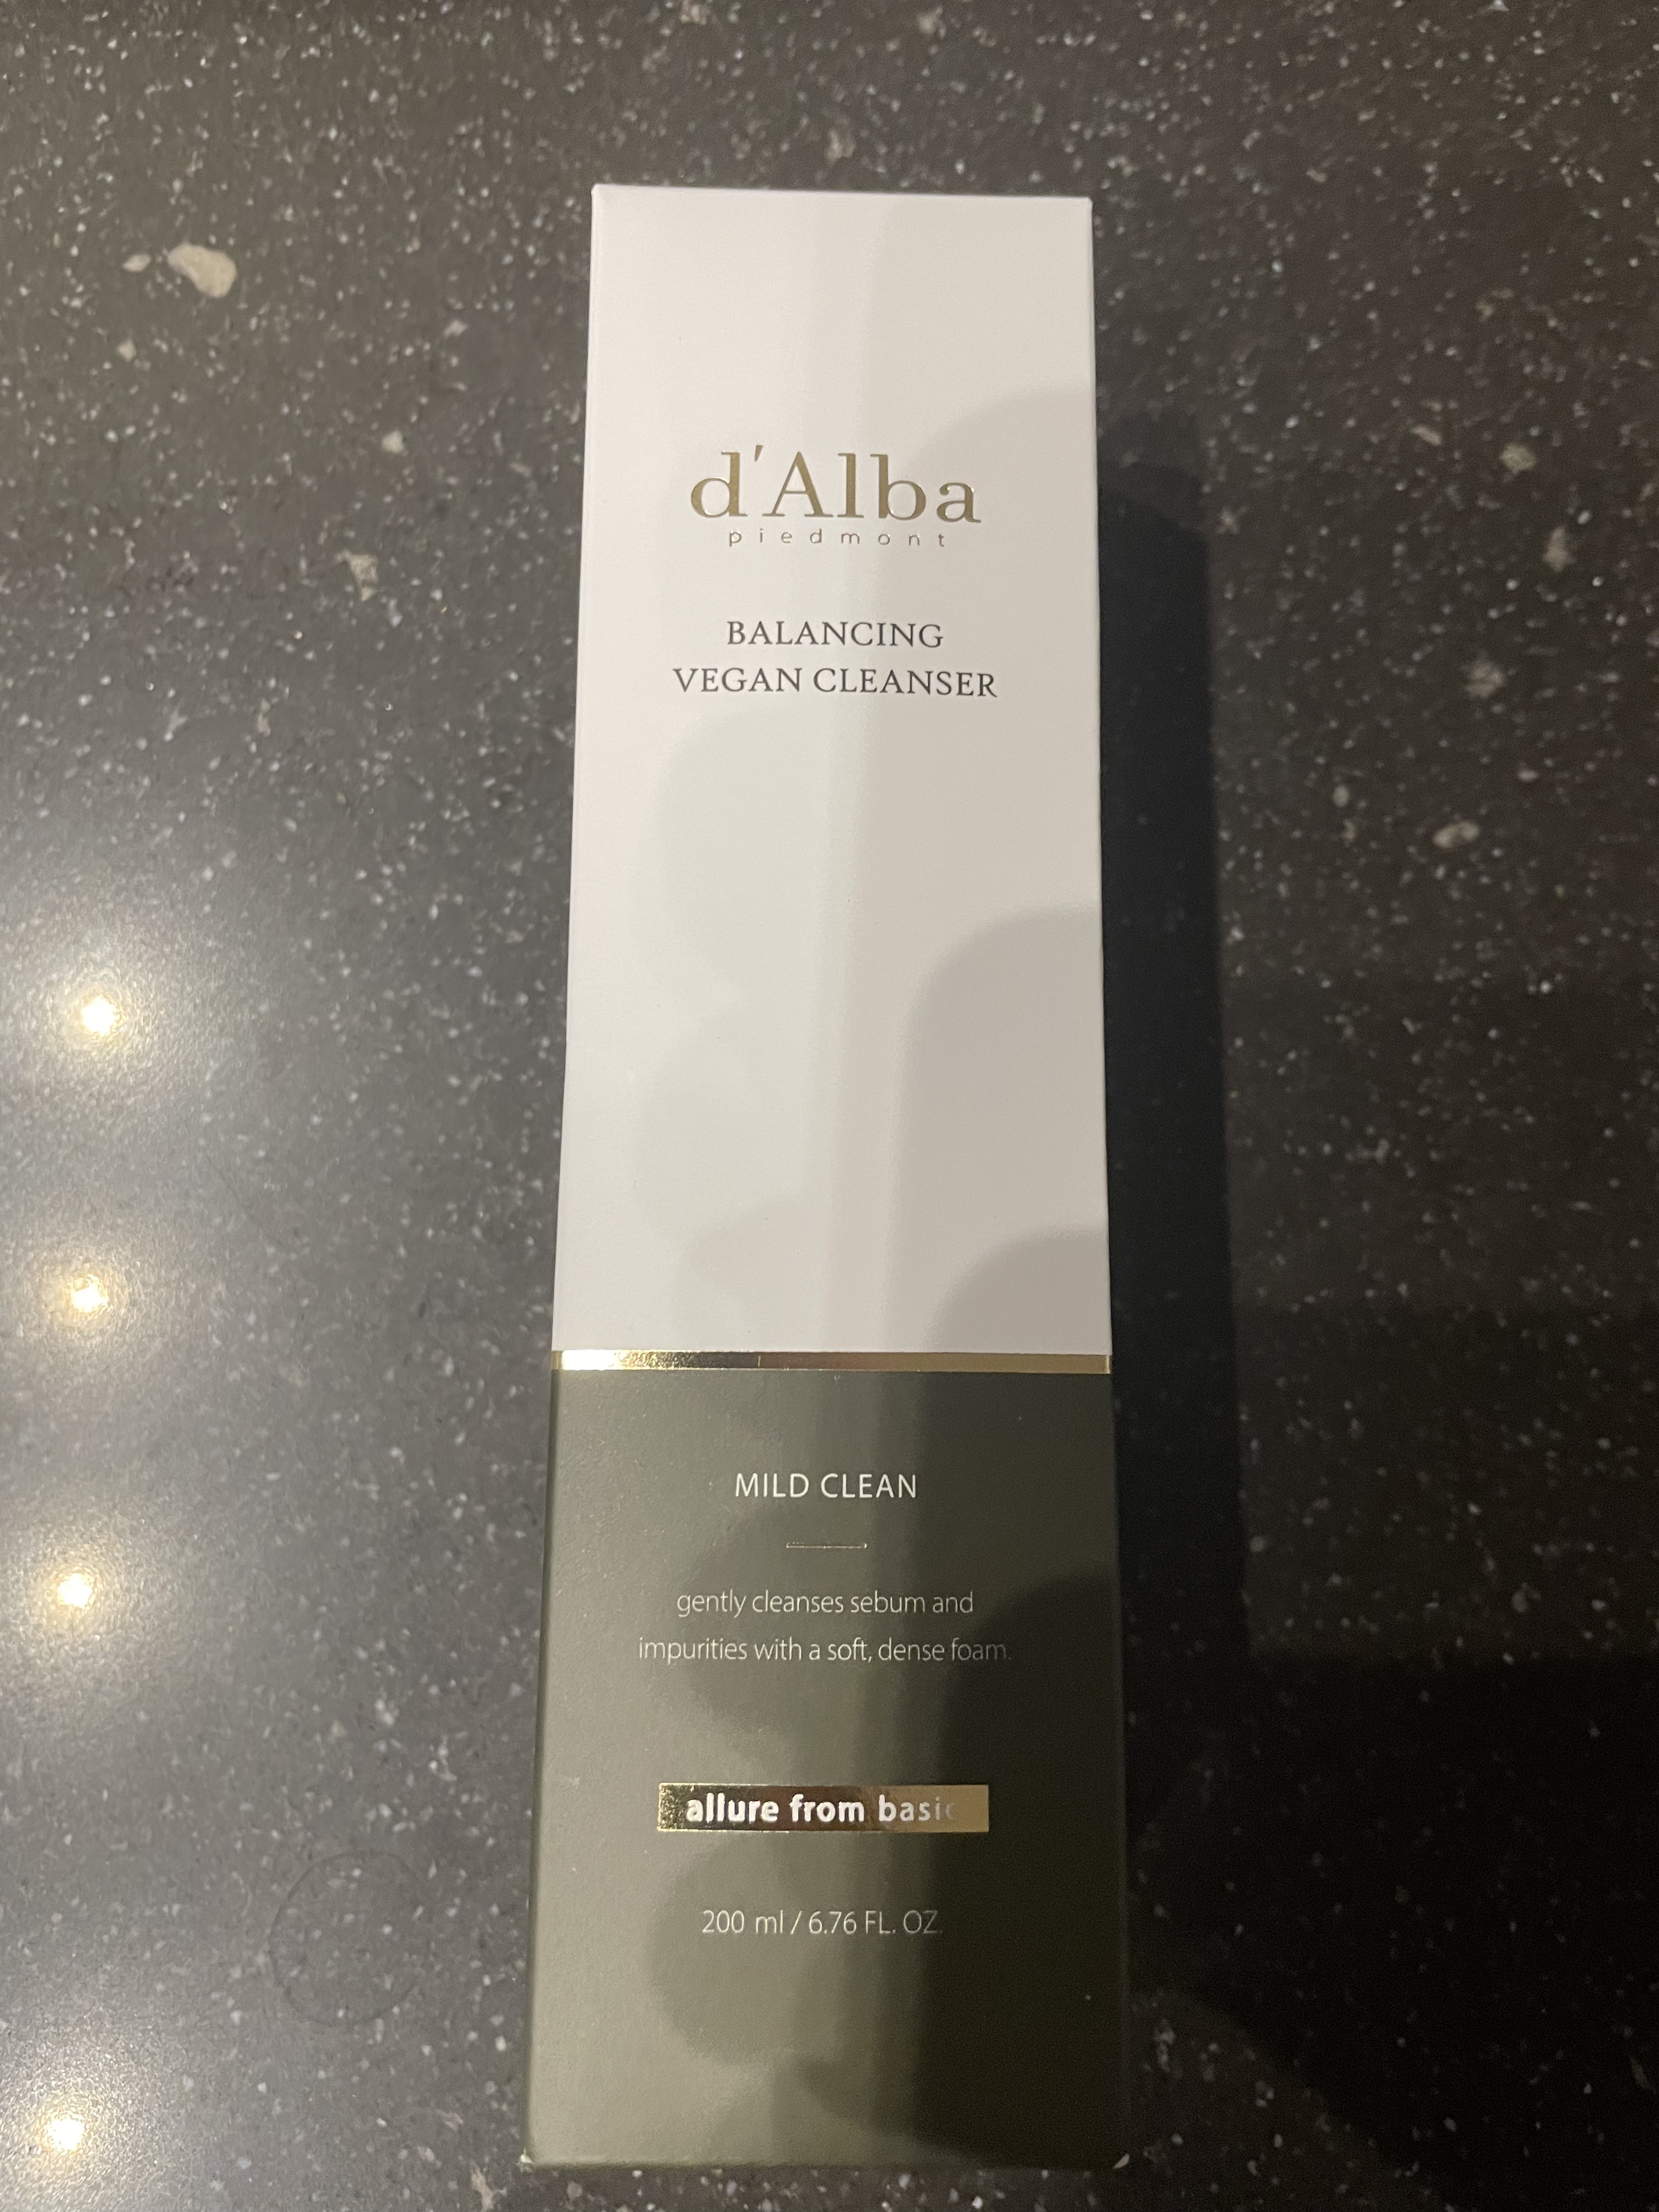 d'Alba
piedmont
BALANCING
VEGAN CLEANSER
MILD CLEAN
gently cleanses sebum and
impurities with a soft, dense foam.
allure from basic
200 ml / 6.76 FL. OZ.